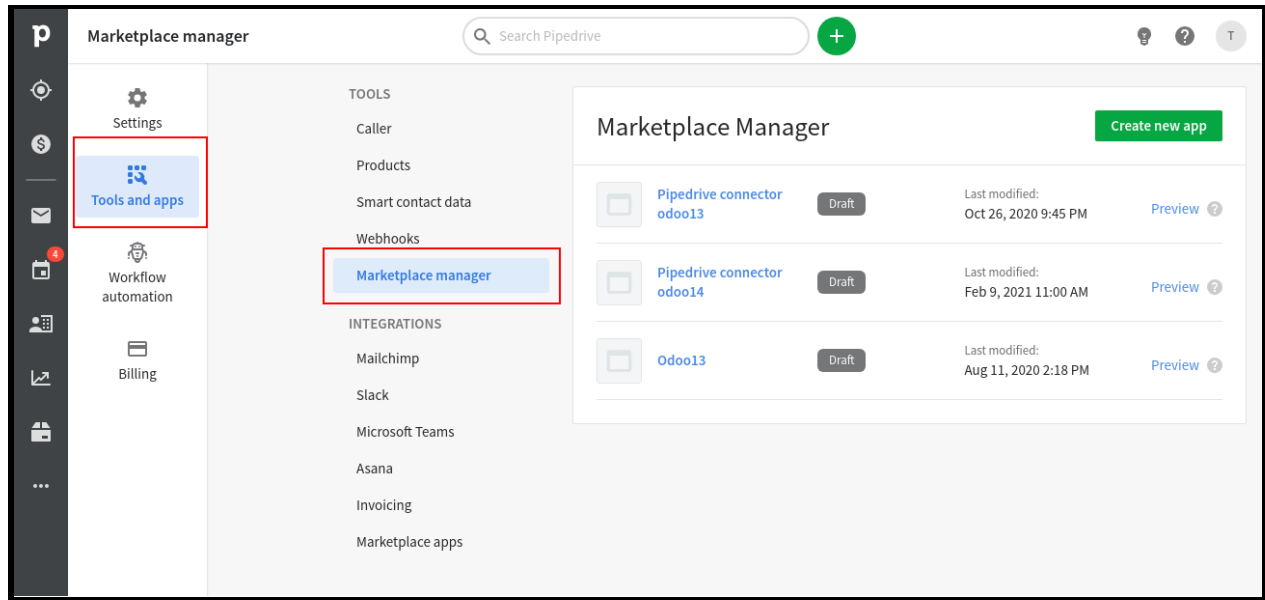 p
Marketplace manager
Search Pipedrive
+
?
T
Settings
Tools and apps
4
Workflow
automation
Billing
TOOLS
Caller
Products
Smart contact data
Webhooks
Marketplace manager
INTEGRATIONS
Mailchimp
Slack
Microsoft Teams
Asana
Invoicing
Marketplace apps
Marketplace Manager
Create new app
Pipedrive connector
odoo13
Draft
Last modified:
Oct 26, 2020 9:45 PM
Preview ?
Pipedrive connector
odoo14
Draft
Last modified:
Feb 9, 2021 11:00 AM
Preview ?
Odoo13
Draft
Last modified:
Aug 11, 2020 2:18 PM
Preview ?